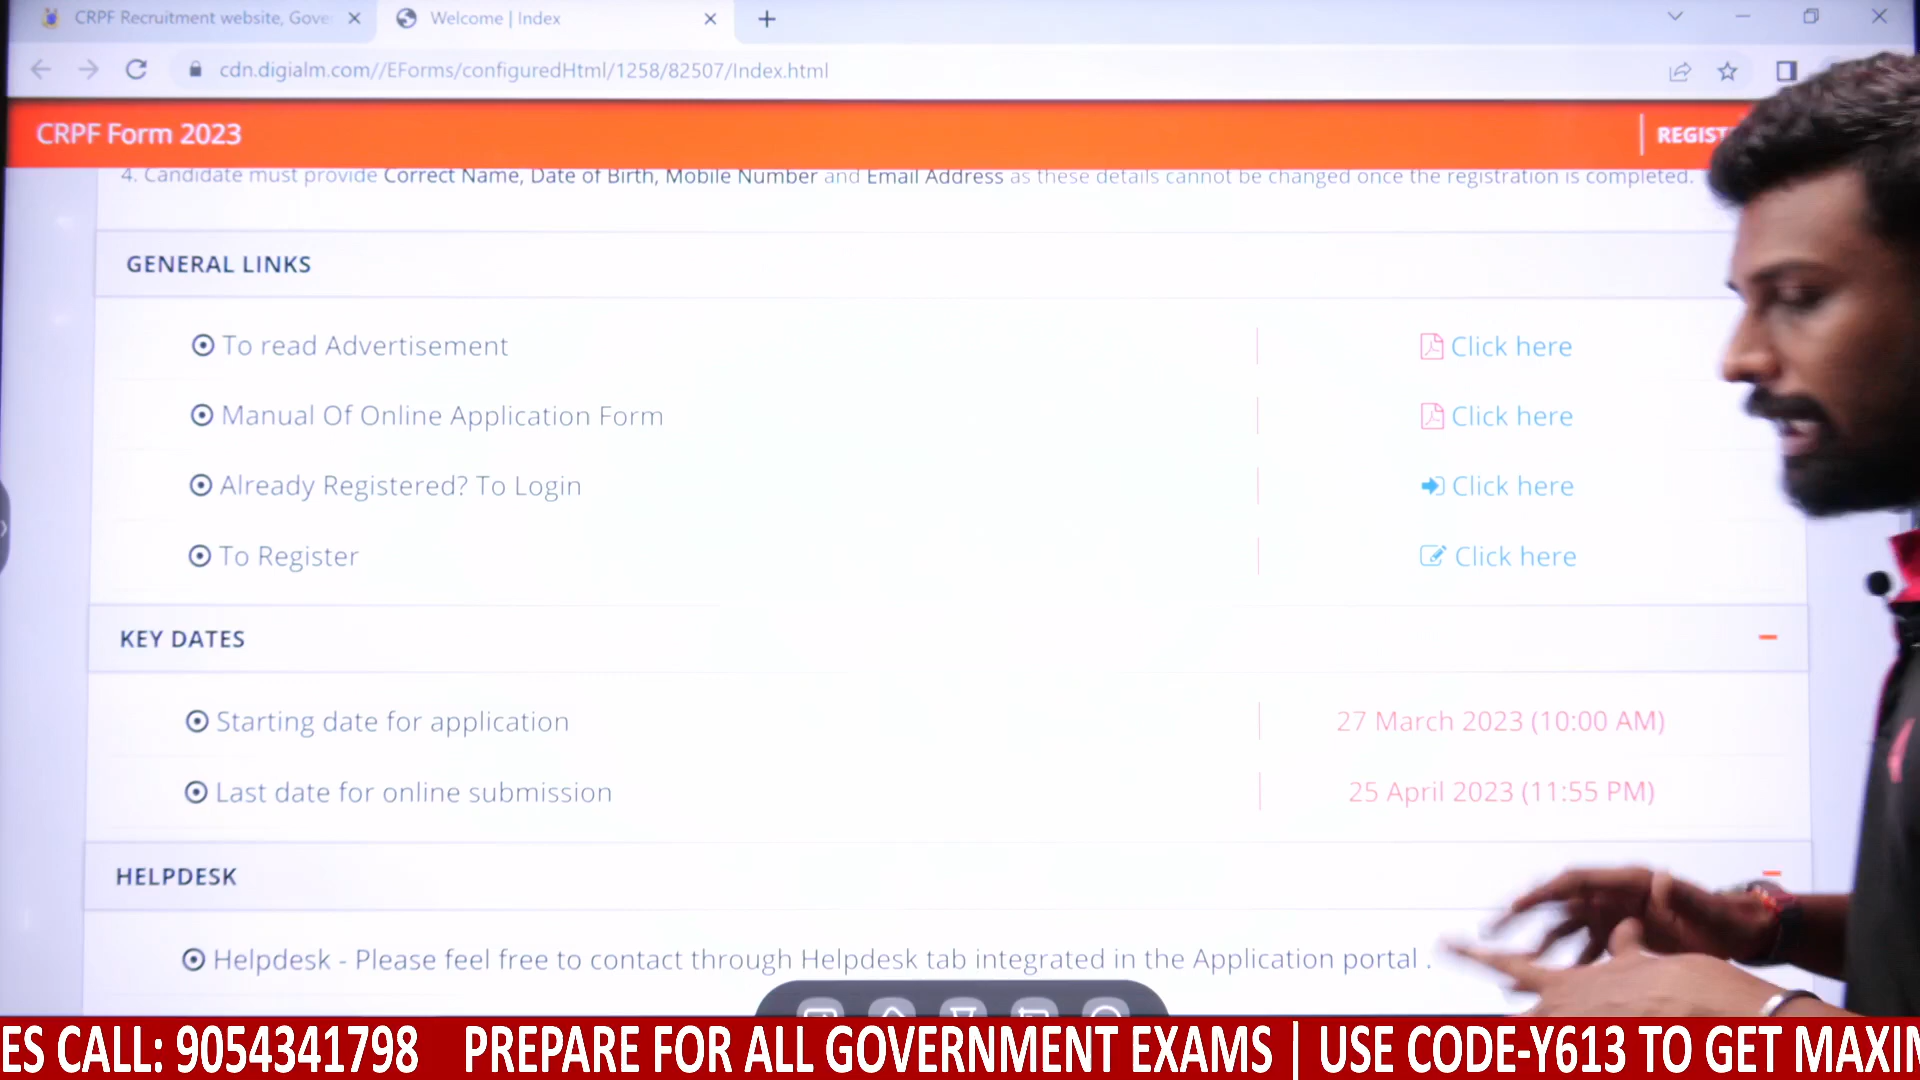 CRPF Recruitment website, Gove
Welcome | Index
cdn.digialm.com//EForms/configuredHtml/1258/82507/Index.html
CRPF Form 2023
REGIST
4. Candidate must provide Correct Name, Date of Birth, Mobile Number and Email Address as these details cannot be changed once the registration is completed.
GENERAL LINKS
To read Advertisement Click here
Manual Of Online Application Form Click here
Already Registered? To Login Click here
To Register Click here
KEY DATES
Starting date for application 27 March 2023 (10:00 AM)
Last date for online submission 25 April 2023 (11:55 PM)
HELPDESK
Helpdesk - Please feel free to contact through Helpdesk tab integrated in the Application portal .
ES CALL: 9054341798 PREPARE FOR ALL GOVERNMENT EXAMS | USE CODE-Y613 TO GET MAXIM